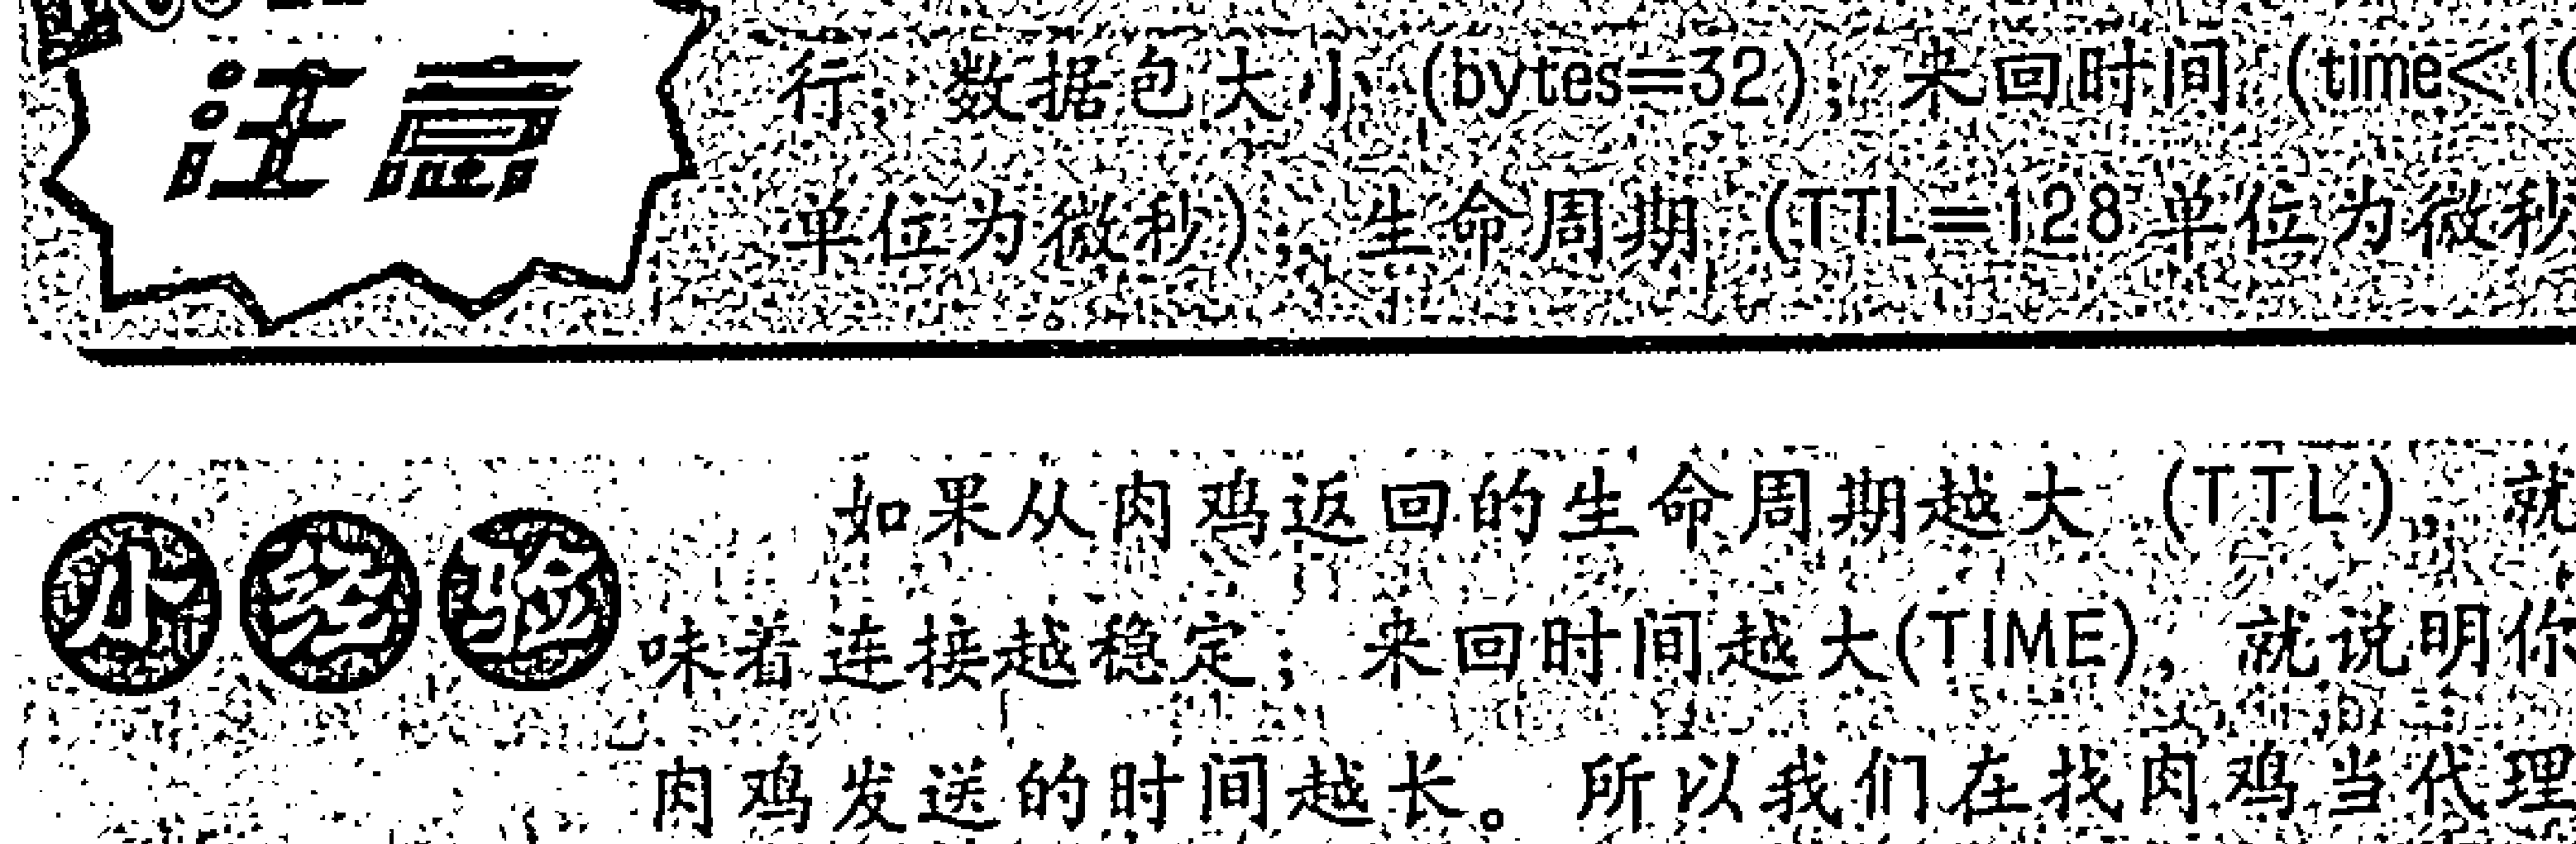 注意
行；数据包大小 (bytes=32)；来回时间 (time<1
单位为微秒)；生命周期 (TTL=128 单位为微秒
小经验
如果从肉鸡返回的生命周期越大 (TTL)，就
味着连接越稳定；来回时间越大(TIME)，就说明你
肉鸡发送的时间越长。所以我们在找肉鸡当代理